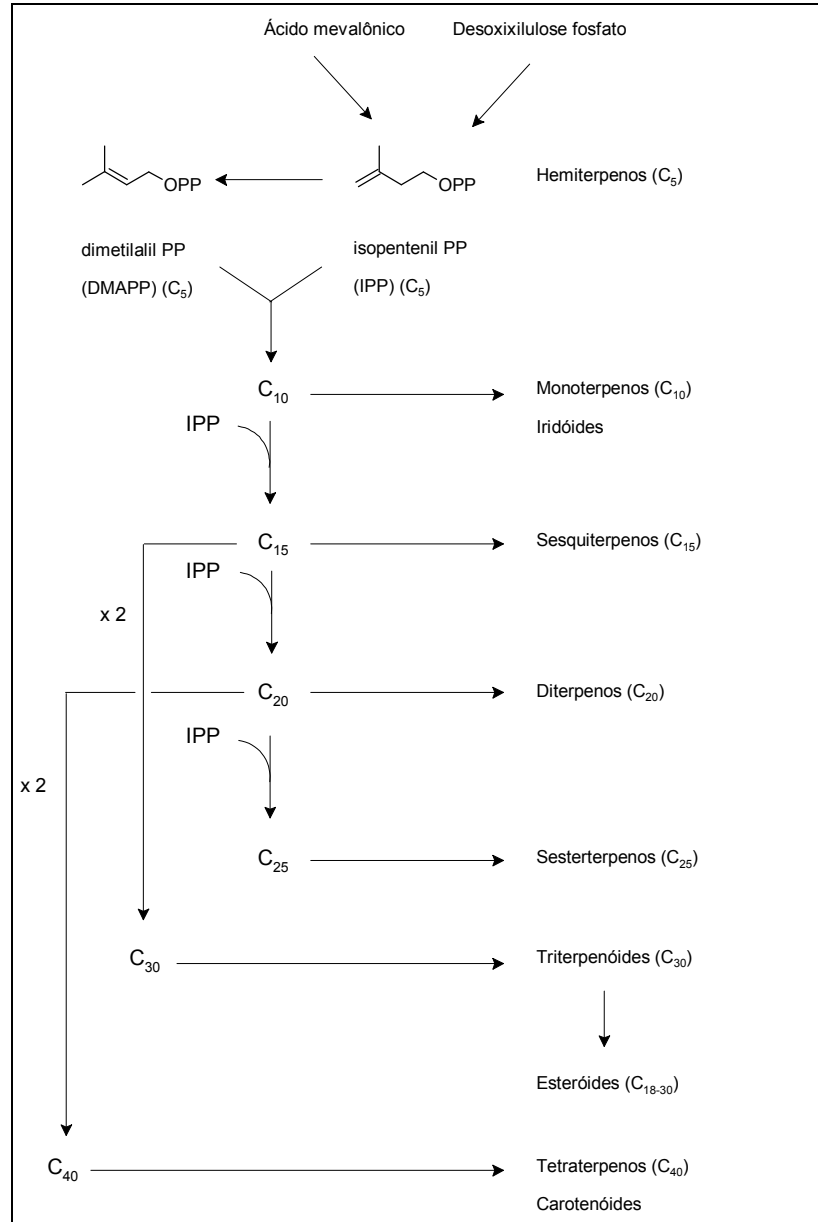 Ácido mevalônico Desoxixilulose fosfato
OPP OPP Hemiterpenos (C₅)
dimetilalil PP isopentenil PP
(DMAPP) (C₅) (IPP) (C₅)
C₁₀ Monoterpenos (C₁₀)
IPP Iridóides
C₁₅ Sesquiterpenos (C₁₅)
IPP
x 2
C₂₀ Diterpenos (C₂₀)
IPP
x 2
C₂₅ Sesterterpenos (C₂₅)
C₃₀ Triterpenóides (C₃₀)
Esteróides (C₁₈₋₃₀)
C₄₀ Tetraterpenos (C₄₀)
Carotenóides